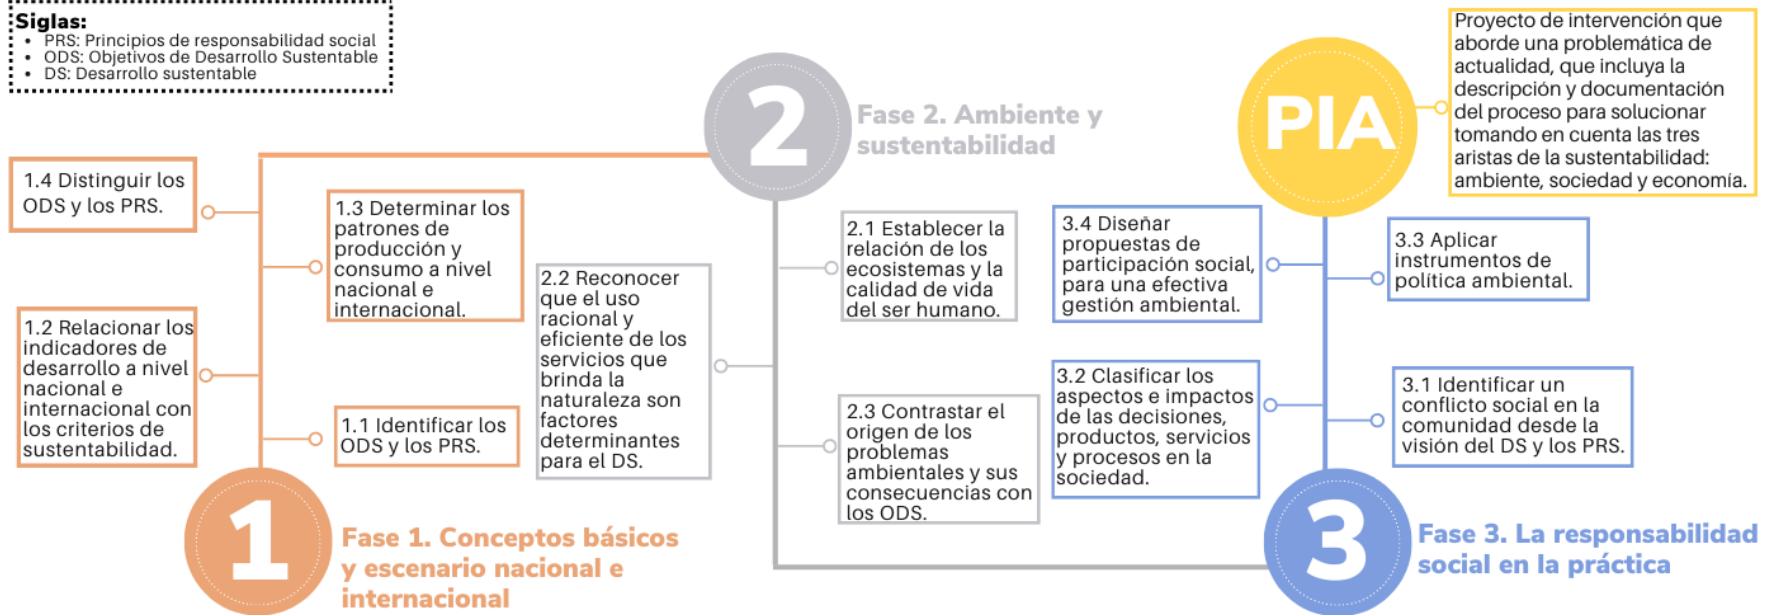 Siglas:
• PRS: Principios de responsabilidad social
• ODS: Objetivos de Desarrollo Sustentable
• DS: Desarrollo sustentable
1
Fase 1. Conceptos básicos
y escenario nacional e
internacional
1.1 Identificar los
ODS y los PRS.
1.2 Relacionar los
indicadores de
desarrollo a nivel
nacional e
internacional con
los criterios de
sustentabilidad.
1.3 Determinar los
patrones de
producción y
consumo a nivel
nacional e
internacional.
1.4 Distinguir los
ODS y los PRS.
2
Fase 2. Ambiente y
sustentabilidad
2.1 Establecer la
relación de los
ecosistemas y la
calidad de vida
del ser humano.
2.2 Reconocer
que el uso
racional y
eficiente de los
servicios que
brinda la
naturaleza son
factores
determinantes
para el DS.
2.3 Contrastar el
origen de los
problemas
ambientales y sus
consecuencias con
los ODS.
3
Fase 3. La responsabilidad
social en la práctica
3.1 Identificar un
conflicto social en la
comunidad desde la
visión del DS y los PRS.
3.2 Clasificar los
aspectos e impactos
de las decisiones,
productos, servicios
y procesos en la
sociedad.
3.3 Aplicar
instrumentos de
política ambiental.
3.4 Diseñar
propuestas de
participación social,
para una efectiva
gestión ambiental.
PIA
Proyecto de intervención que
aborde una problemática de
actualidad, que incluya la
descripción y documentación
del proceso para solucionar
tomando en cuenta las tres
aristas de la sustentabilidad:
ambiente, sociedad y economía.